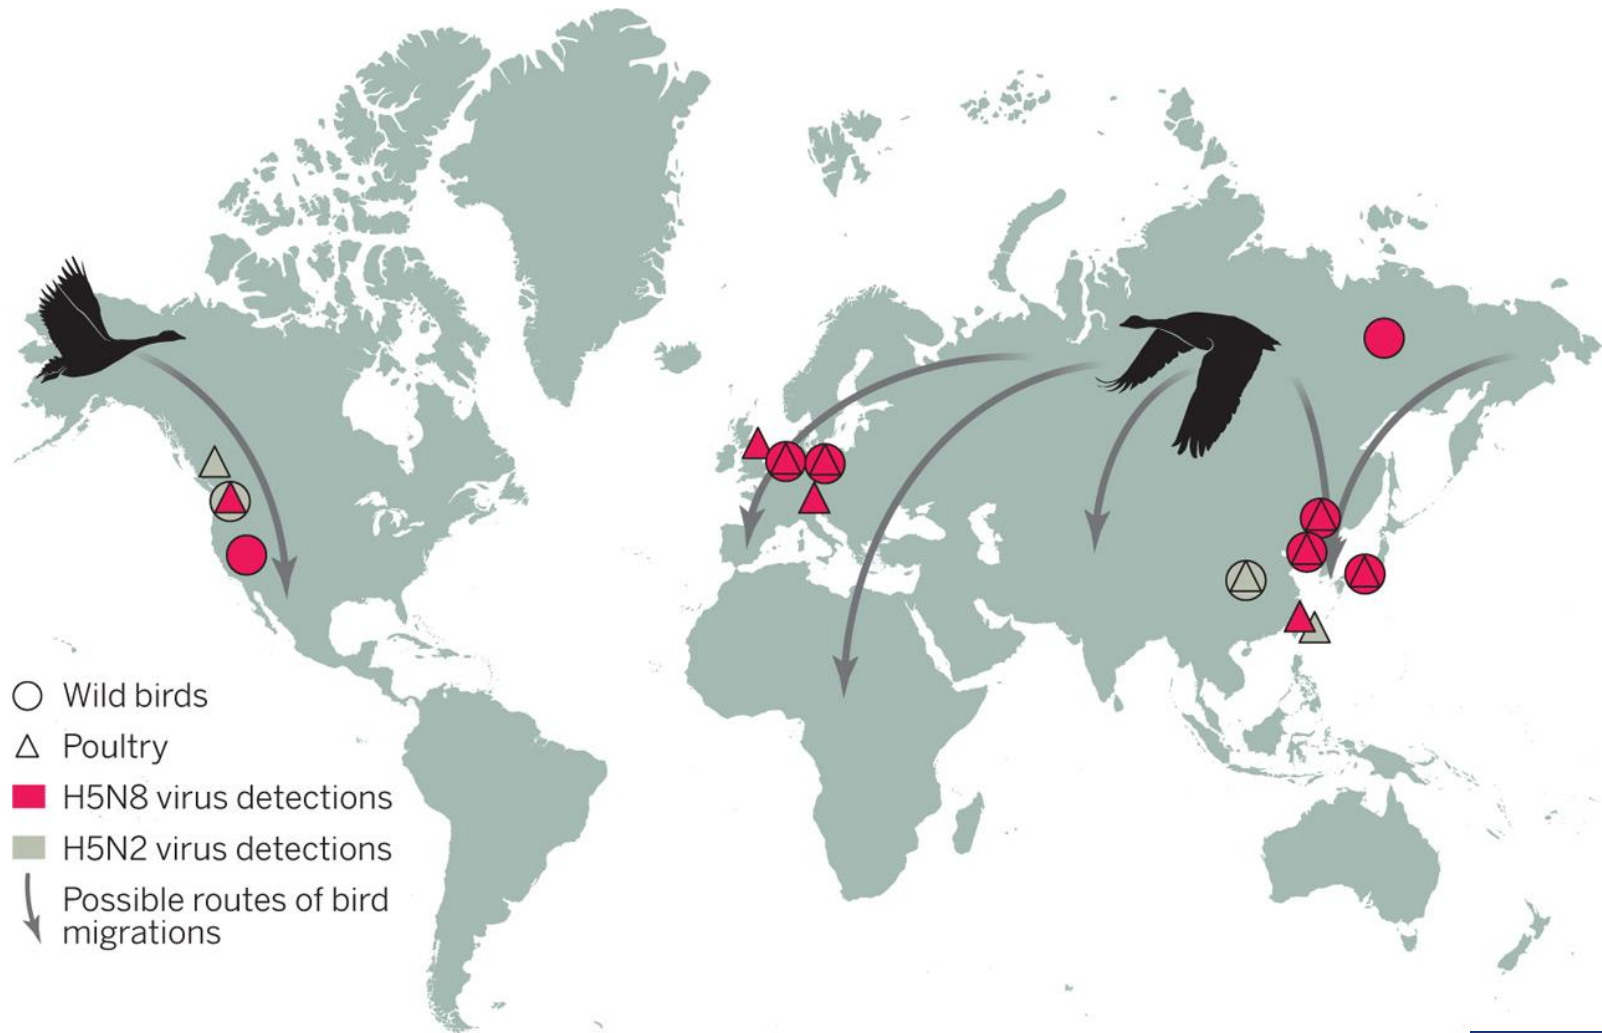 Wild birds
Poultry
H5N8 virus detections
H5N2 virus detections
Possible routes of bird
migrations